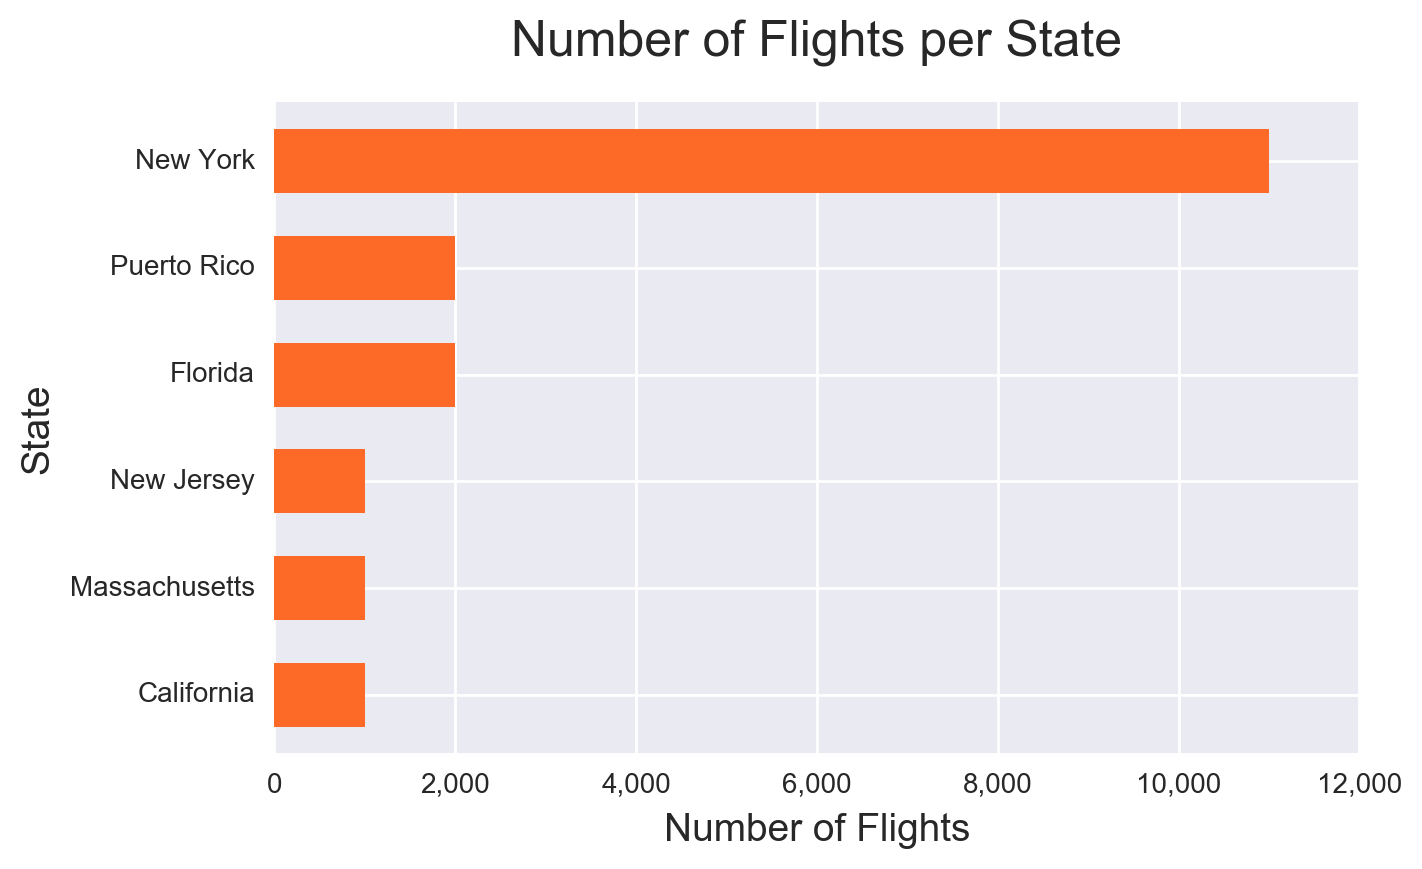 Number of Flights per State
New York
Puerto Rico
Florida
New Jersey
Massachusetts
California
State
0 2,000 4,000 6,000 8,000 10,000 12,000
Number of Flights